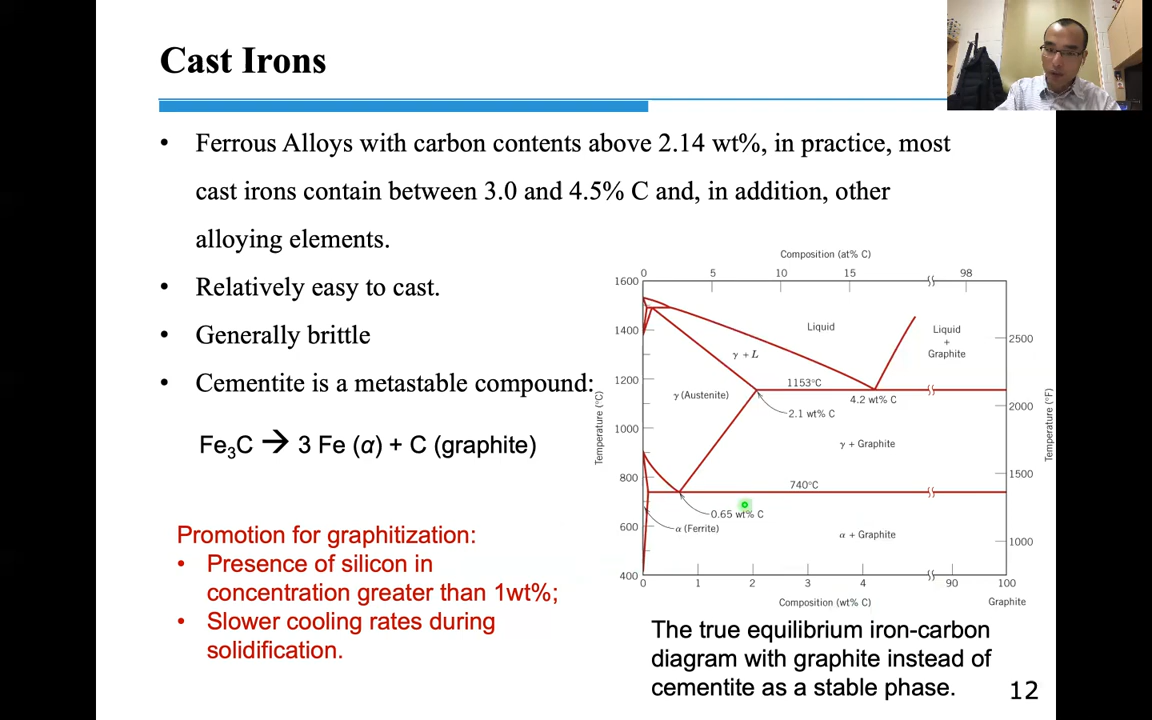 Cast Irons
• Ferrous Alloys with carbon contents above 2.14 wt%, in practice, most
cast irons contain between 3.0 and 4.5% C and, in addition, other
alloying elements.
• Relatively easy to cast.
• Generally brittle
• Cementite is a metastable compound:
Fe₃C → 3 Fe (α) + C (graphite)
Promotion for graphitization:
• Presence of silicon in
concentration greater than 1wt%;
• Slower cooling rates during
solidification.
Composition (at% C)
0 5 10 15 98
1600
1400
1200
1000
800
600
400
Temperature (°C)
Liquid
Liquid
+
Graphite
γ + L
1153°C
γ (Austenite)
4.2 wt% C
2.1 wt% C
γ + Graphite
740°C
0.65 wt% C
α (Ferrite)
α + Graphite
2500
2000
1500
1000
Temperature (°F)
0 1 2 3 4 90 100
Composition (wt% C)
Graphite
The true equilibrium iron-carbon
diagram with graphite instead of
cementite as a stable phase.
12